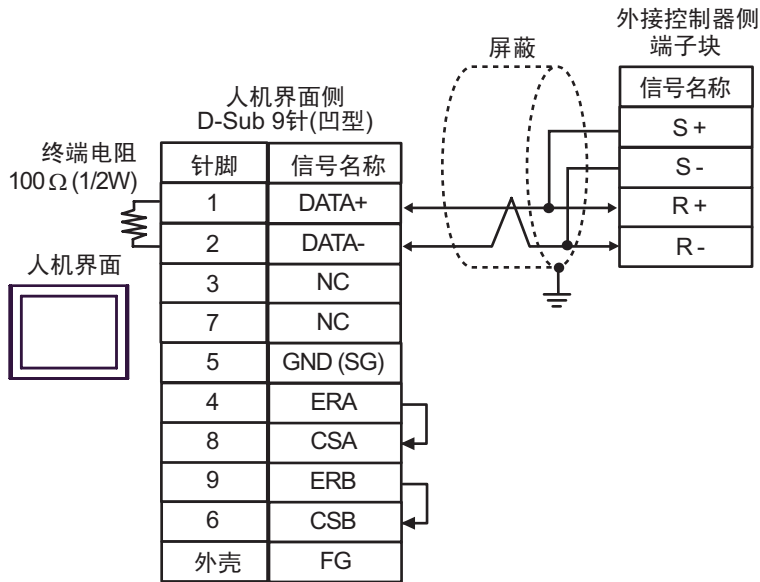 外接控制器侧
端子块
屏蔽
信号名称
S+
S-
R+
R-
人机界面侧
D-Sub 9针(凹型)
终端电阻
100Ω(1/2W)
人机界面
针脚 信号名称
1 DATA+
2 DATA-
3 NC
7 NC
5 GND (SG)
4 ERA
8 CSA
9 ERB
6 CSB
外壳 FG